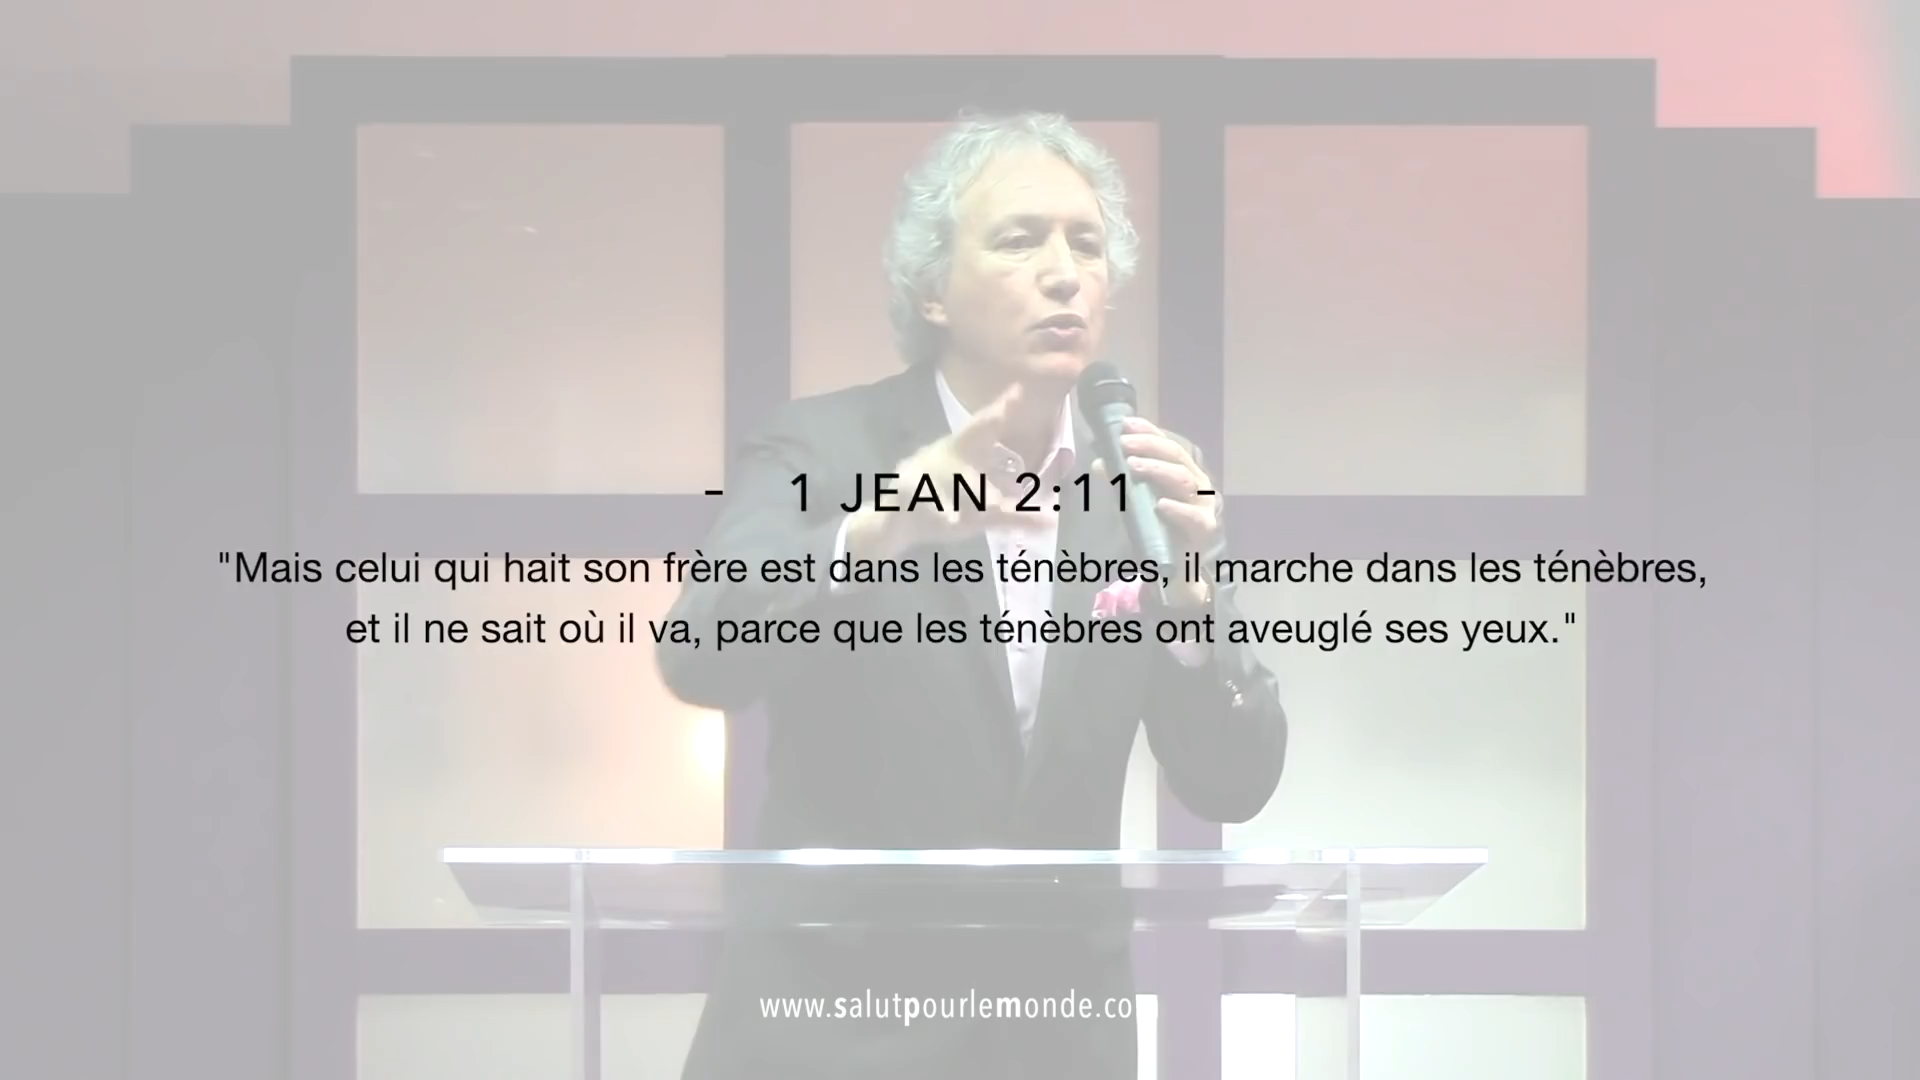 - 1 JEAN 2:11 -
"Mais celui qui hait son frère est dans les ténèbres, il marche dans les ténèbres,
et il ne sait où il va, parce que les ténèbres ont aveuglé ses yeux."
www.salutpourlemonde.com